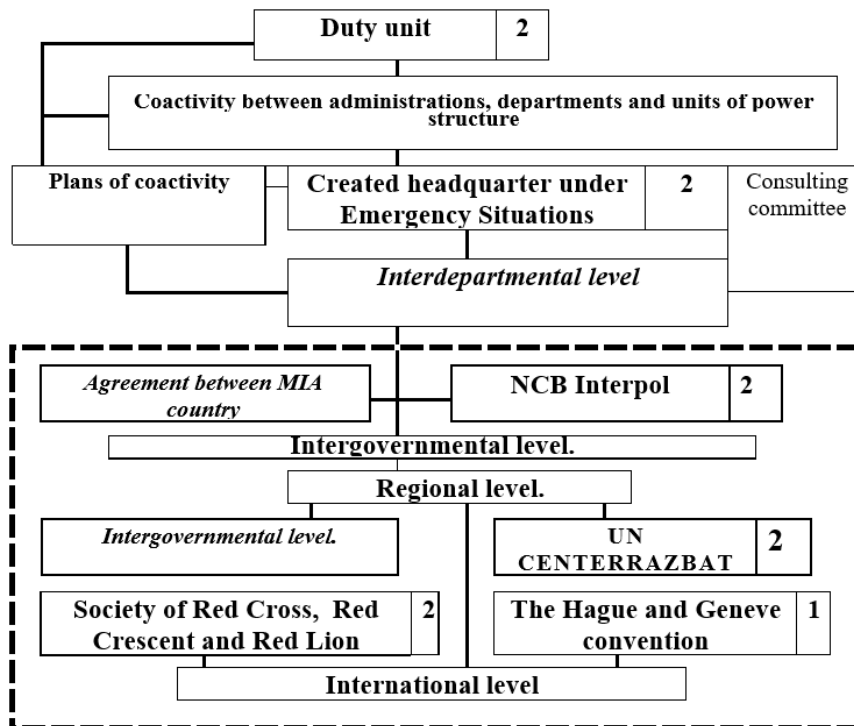 Duty unit 2
Coactivity between administrations, departments and units of power
structure
Plans of coactivity
Created headquarter under
Emergency Situations
2
Consulting
committee
Interdepartmental level
Agreement between MIA
country
NCB Interpol 2
Intergovernmental level.
Regional level.
Intergovernmental level.
UN
CENTERRAZBAT
2
Society of Red Cross, Red
Crescent and Red Lion
2
The Hague and Geneve
convention
1
International level